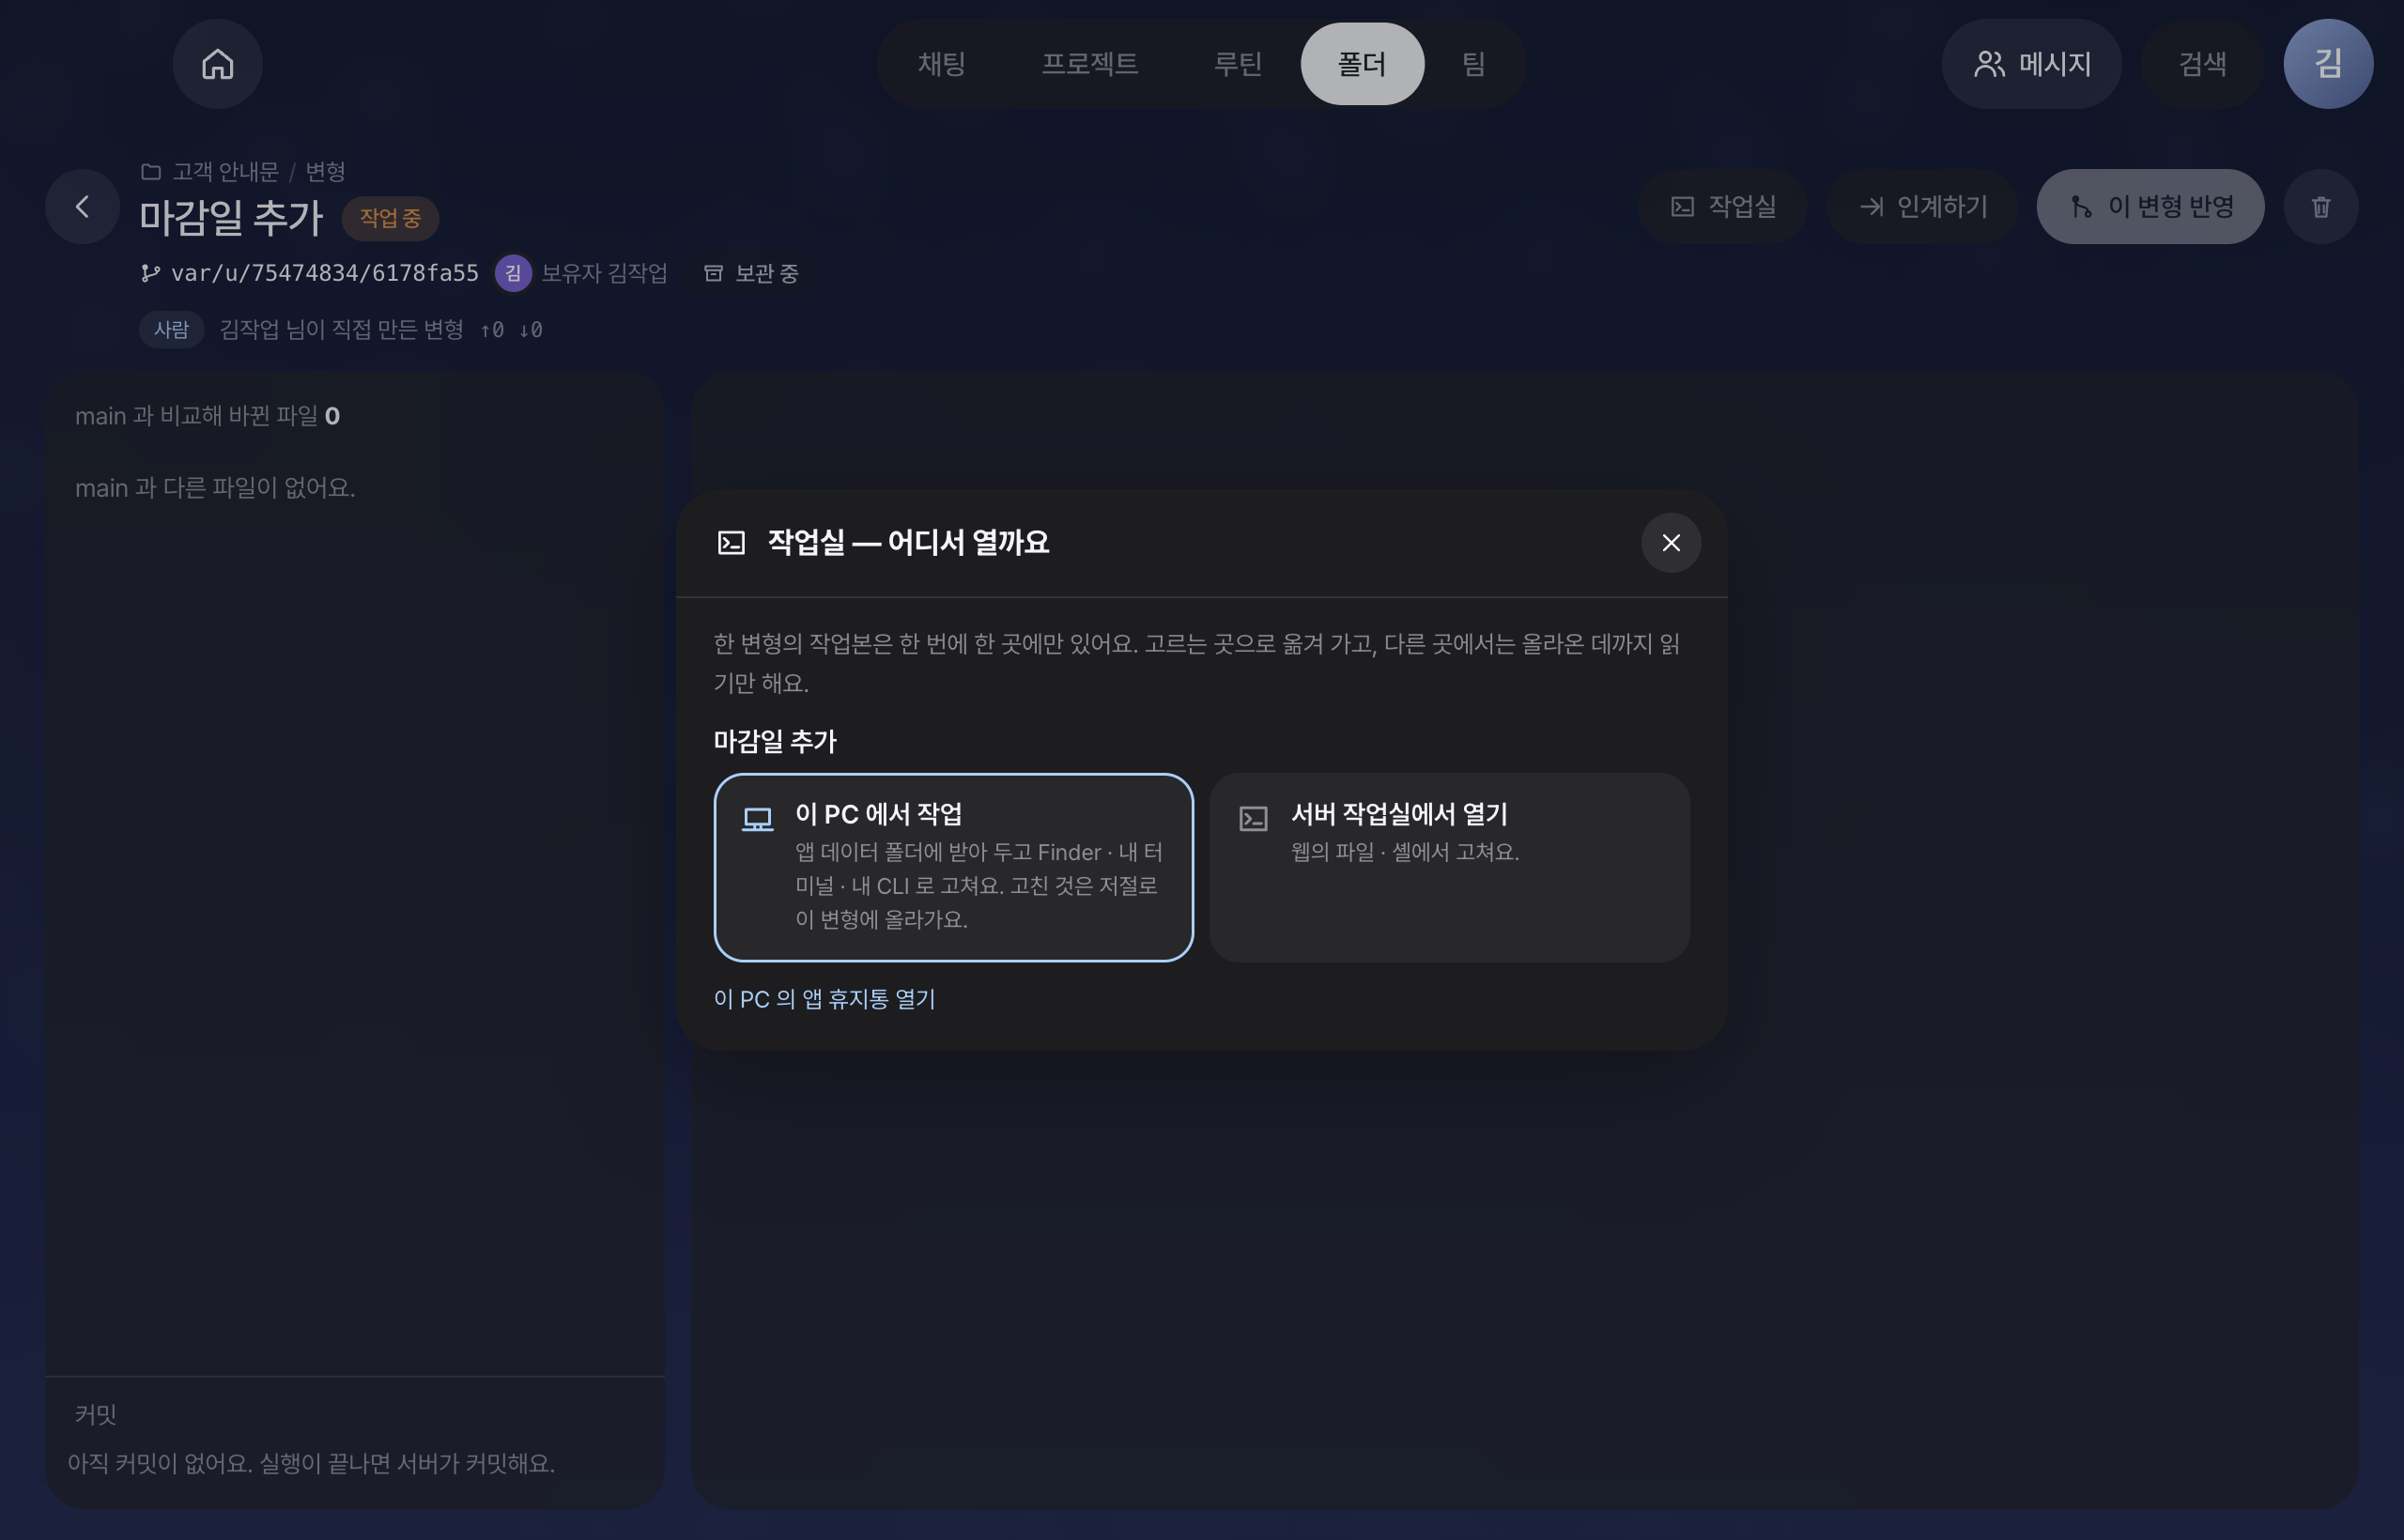 채팅 프로젝트 루틴 폴더 팀
메시지 검색 김
고객 안내문 / 변형
마감일 추가 작업 중
작업실 인계하기 이 변형 반영
var/u/75474834/6178fa55 김 보유자 김작업 보관 중
사람 김작업 님이 직접 만든 변형 ↑0 ↓0
main 과 비교해 바뀐 파일 0
main 과 다른 파일이 없어요.
작업실 — 어디서 열까요
한 변형의 작업본은 한 번에 한 곳에만 있어요. 고르는 곳으로 옮겨 가고, 다른 곳에서는 올라온 데까지 읽
기만 해요.
마감일 추가
이 PC 에서 작업
앱 데이터 폴더에 받아 두고 Finder · 내 터
미널 · 내 CLI 로 고쳐요. 고친 것은 저절로
이 변형에 올라가요.
서버 작업실에서 열기
웹의 파일 · 셸에서 고쳐요.
이 PC 의 앱 휴지통 열기
커밋
아직 커밋이 없어요. 실행이 끝나면 서버가 커밋해요.